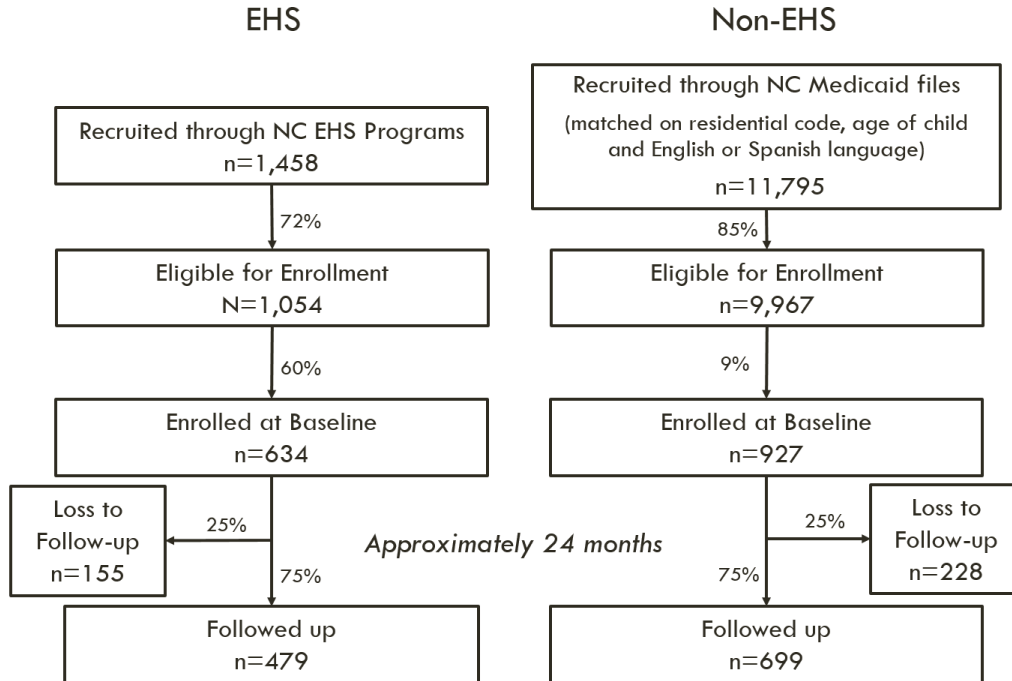 EHS
Recruited through NC EHS Programs
n=1,458
72%
Eligible for Enrollment
N=1,054
60%
Enrolled at Baseline
n=634
Loss to
Follow-up
n=155
25%
75%
Followed up
n=479
Approximately 24 months
Non-EHS
Recruited through NC Medicaid files
(matched on residential code, age of child
and English or Spanish language)
n=11,795
85%
Eligible for Enrollment
n=9,967
9%
Enrolled at Baseline
n=927
25%
Loss to
Follow-up
n=228
75%
Followed up
n=699